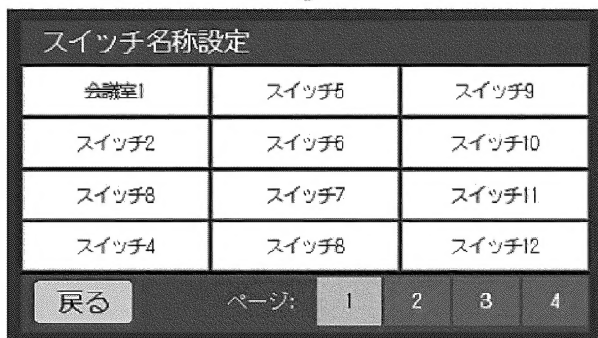 スイッチ名称設定
会議室1 スイッチ5 スイッチ9
スイッチ2 スイッチ6 スイッチ10
スイッチ3 スイッチ7 スイッチ11
スイッチ4 スイッチ8 スイッチ12
戻る ページ: 1 2 3 4